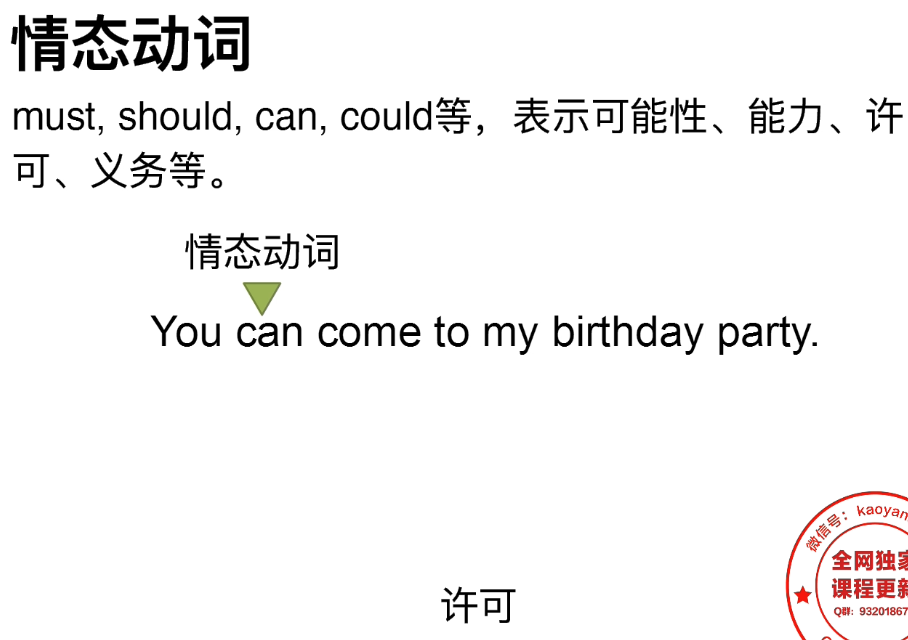 情态动词
must, should, can, could等，表示可能性、能力、许
可、义务等。
情态动词
You can come to my birthday party.
微信号：kaoyan
全网独家
课程更新
Q群：93201867
许可